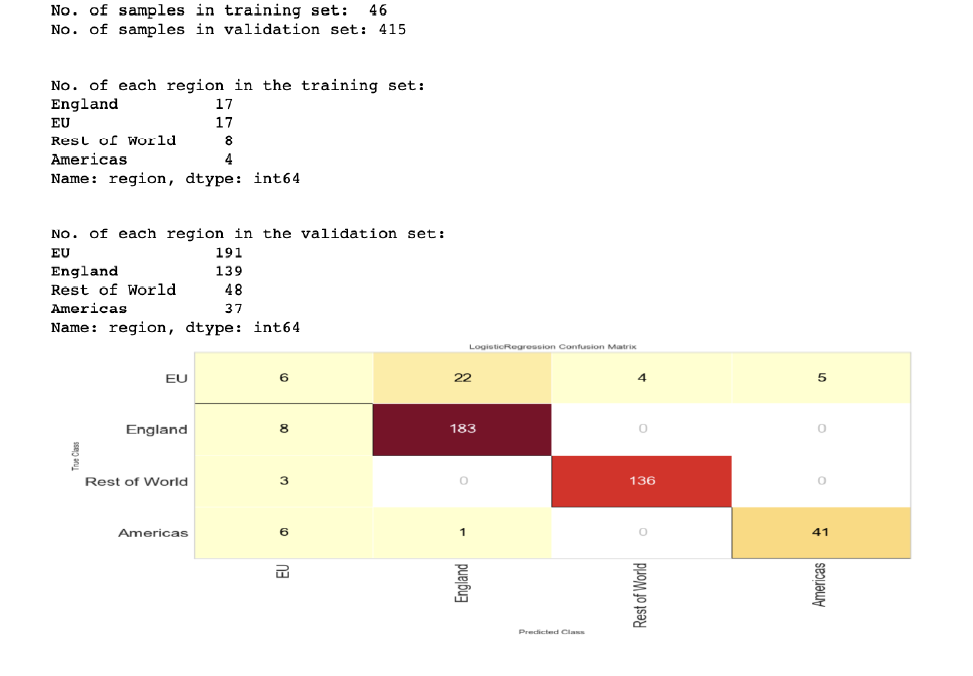 No. of samples in training set: 46
No. of samples in validation set: 415
No. of each region in the training set:
England 17
EU 17
Rest of World 8
Americas 4
Name: region, dtype: int64
No. of each region in the validation set:
EU 191
England 139
Rest of World 48
Americas 37
Name: region, dtype: int64
LogisticRegression Confusion Matrix
EU 6 22 4 5
England 8 183 0 0
True Class
Rest of World 3 0 136 0
Americas 6 1 0 41
EU England Rest of World Americas
Predicted Class